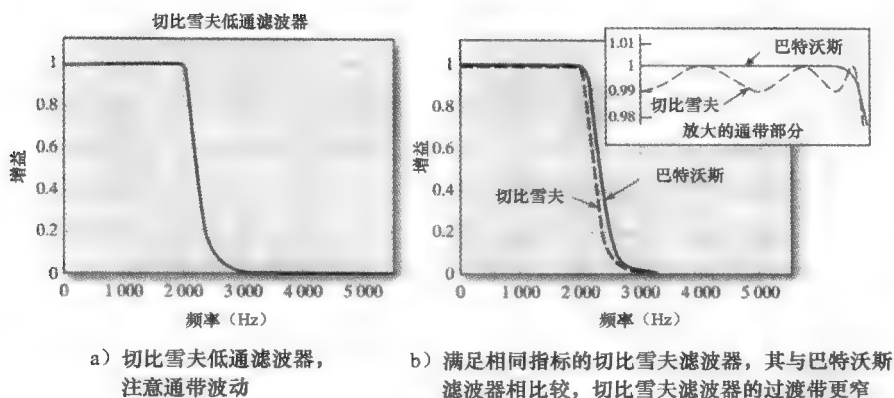 切比雪夫低通滤波器
1
0.8
0.6
0.4
0.2
0
增益
0
1 000
2 000
3 000
4 000
5 000
频率（Hz）
a）切比雪夫低通滤波器，
注意通带波动
1
0.8
0.6
0.4
0.2
0
增益
切比雪夫
巴特沃斯
0
1 000
2 000
3 000
4 000
5 000
频率（Hz）
1.01
1
0.99
0.98
巴特沃斯
切比雪夫
放大的通带部分
b）满足相同指标的切比雪夫滤波器，其与巴特沃斯
滤波器相比较，切比雪夫滤波器的过渡带更窄